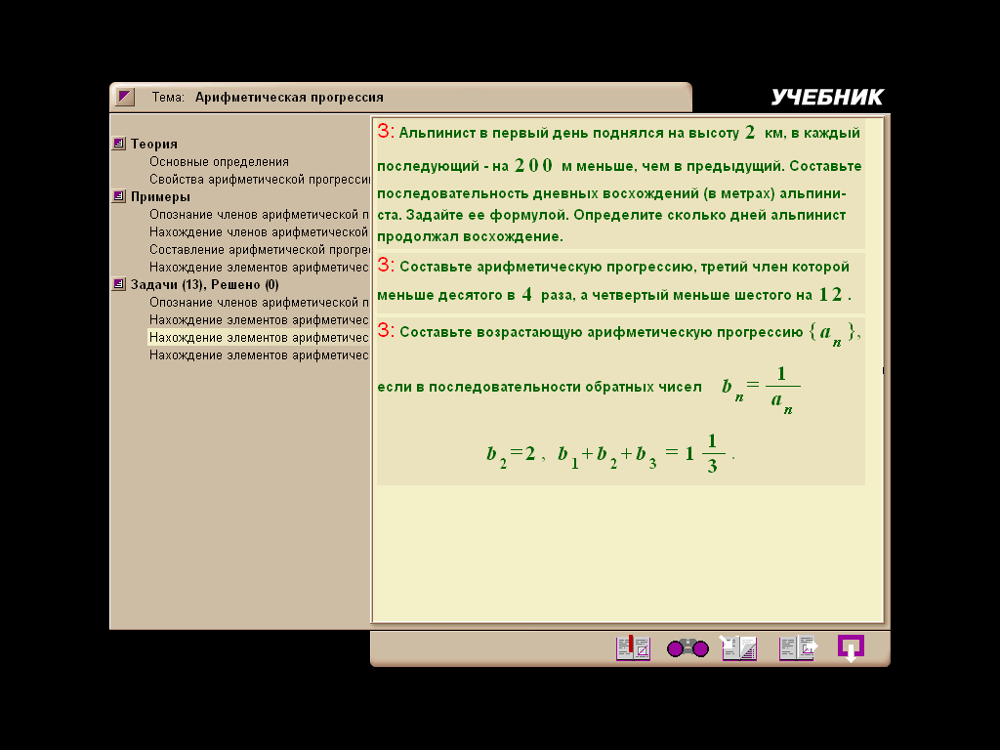 Тема: Арифметическая прогрессия
УЧЕБНИК
Теория
Основные определения
Свойства арифметической прогрессии
Примеры
Опознание членов арифметической п
Нахождение членов арифметической
Составление арифметической прогре
Нахождение элементов арифметичес
Задачи (13), Решено (0)
Опознание членов арифметической п
Нахождение элементов арифметичес
Нахождение элементов арифметичес
Нахождение элементов арифметичес
З: Альпинист в первый день поднялся на высоту 2 км, в каждый
последующий - на 200 м меньше, чем в предыдущий. Составьте
последовательность дневных восхождений (в метрах) альпини-
ста. Задайте ее формулой. Определите сколько дней альпинист
продолжал восхождение.
З: Составьте арифметическую прогрессию, третий член которой
меньше десятого в 4 раза, а четвертый меньше шестого на 12.
З: Составьте возрастающую арифметическую прогрессию {a_n},
если в последовательности обратных чисел b_n = 1/a_n
b_2 = 2, b_1 + b_2 + b_3 = 1 1/3.